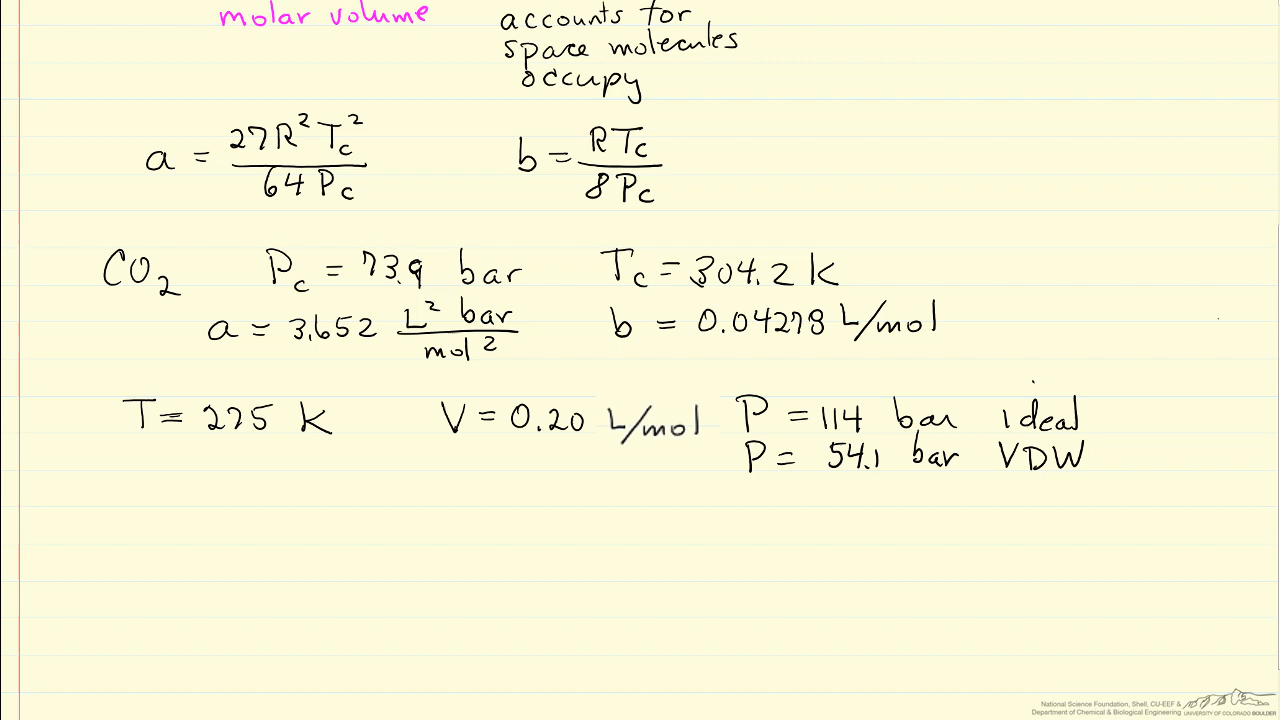 molar volume
accounts for
space molecules
occupy
a = 27R²Tc² / 64 Pc
b = RTc / 8Pc
CO₂ Pc = 73.9 bar Tc = 304.2 K
a = 3.652 L² bar / mol² b = 0.04278 L/mol
T = 275 K V = 0.20 L/mol P = 114 bar ideal
P = 54.1 bar VDW
National Science Foundation, Shell, CU-EEF &
Department of Chemical & Biological Engineering UNIVERSITY OF COLORADO BOULDER